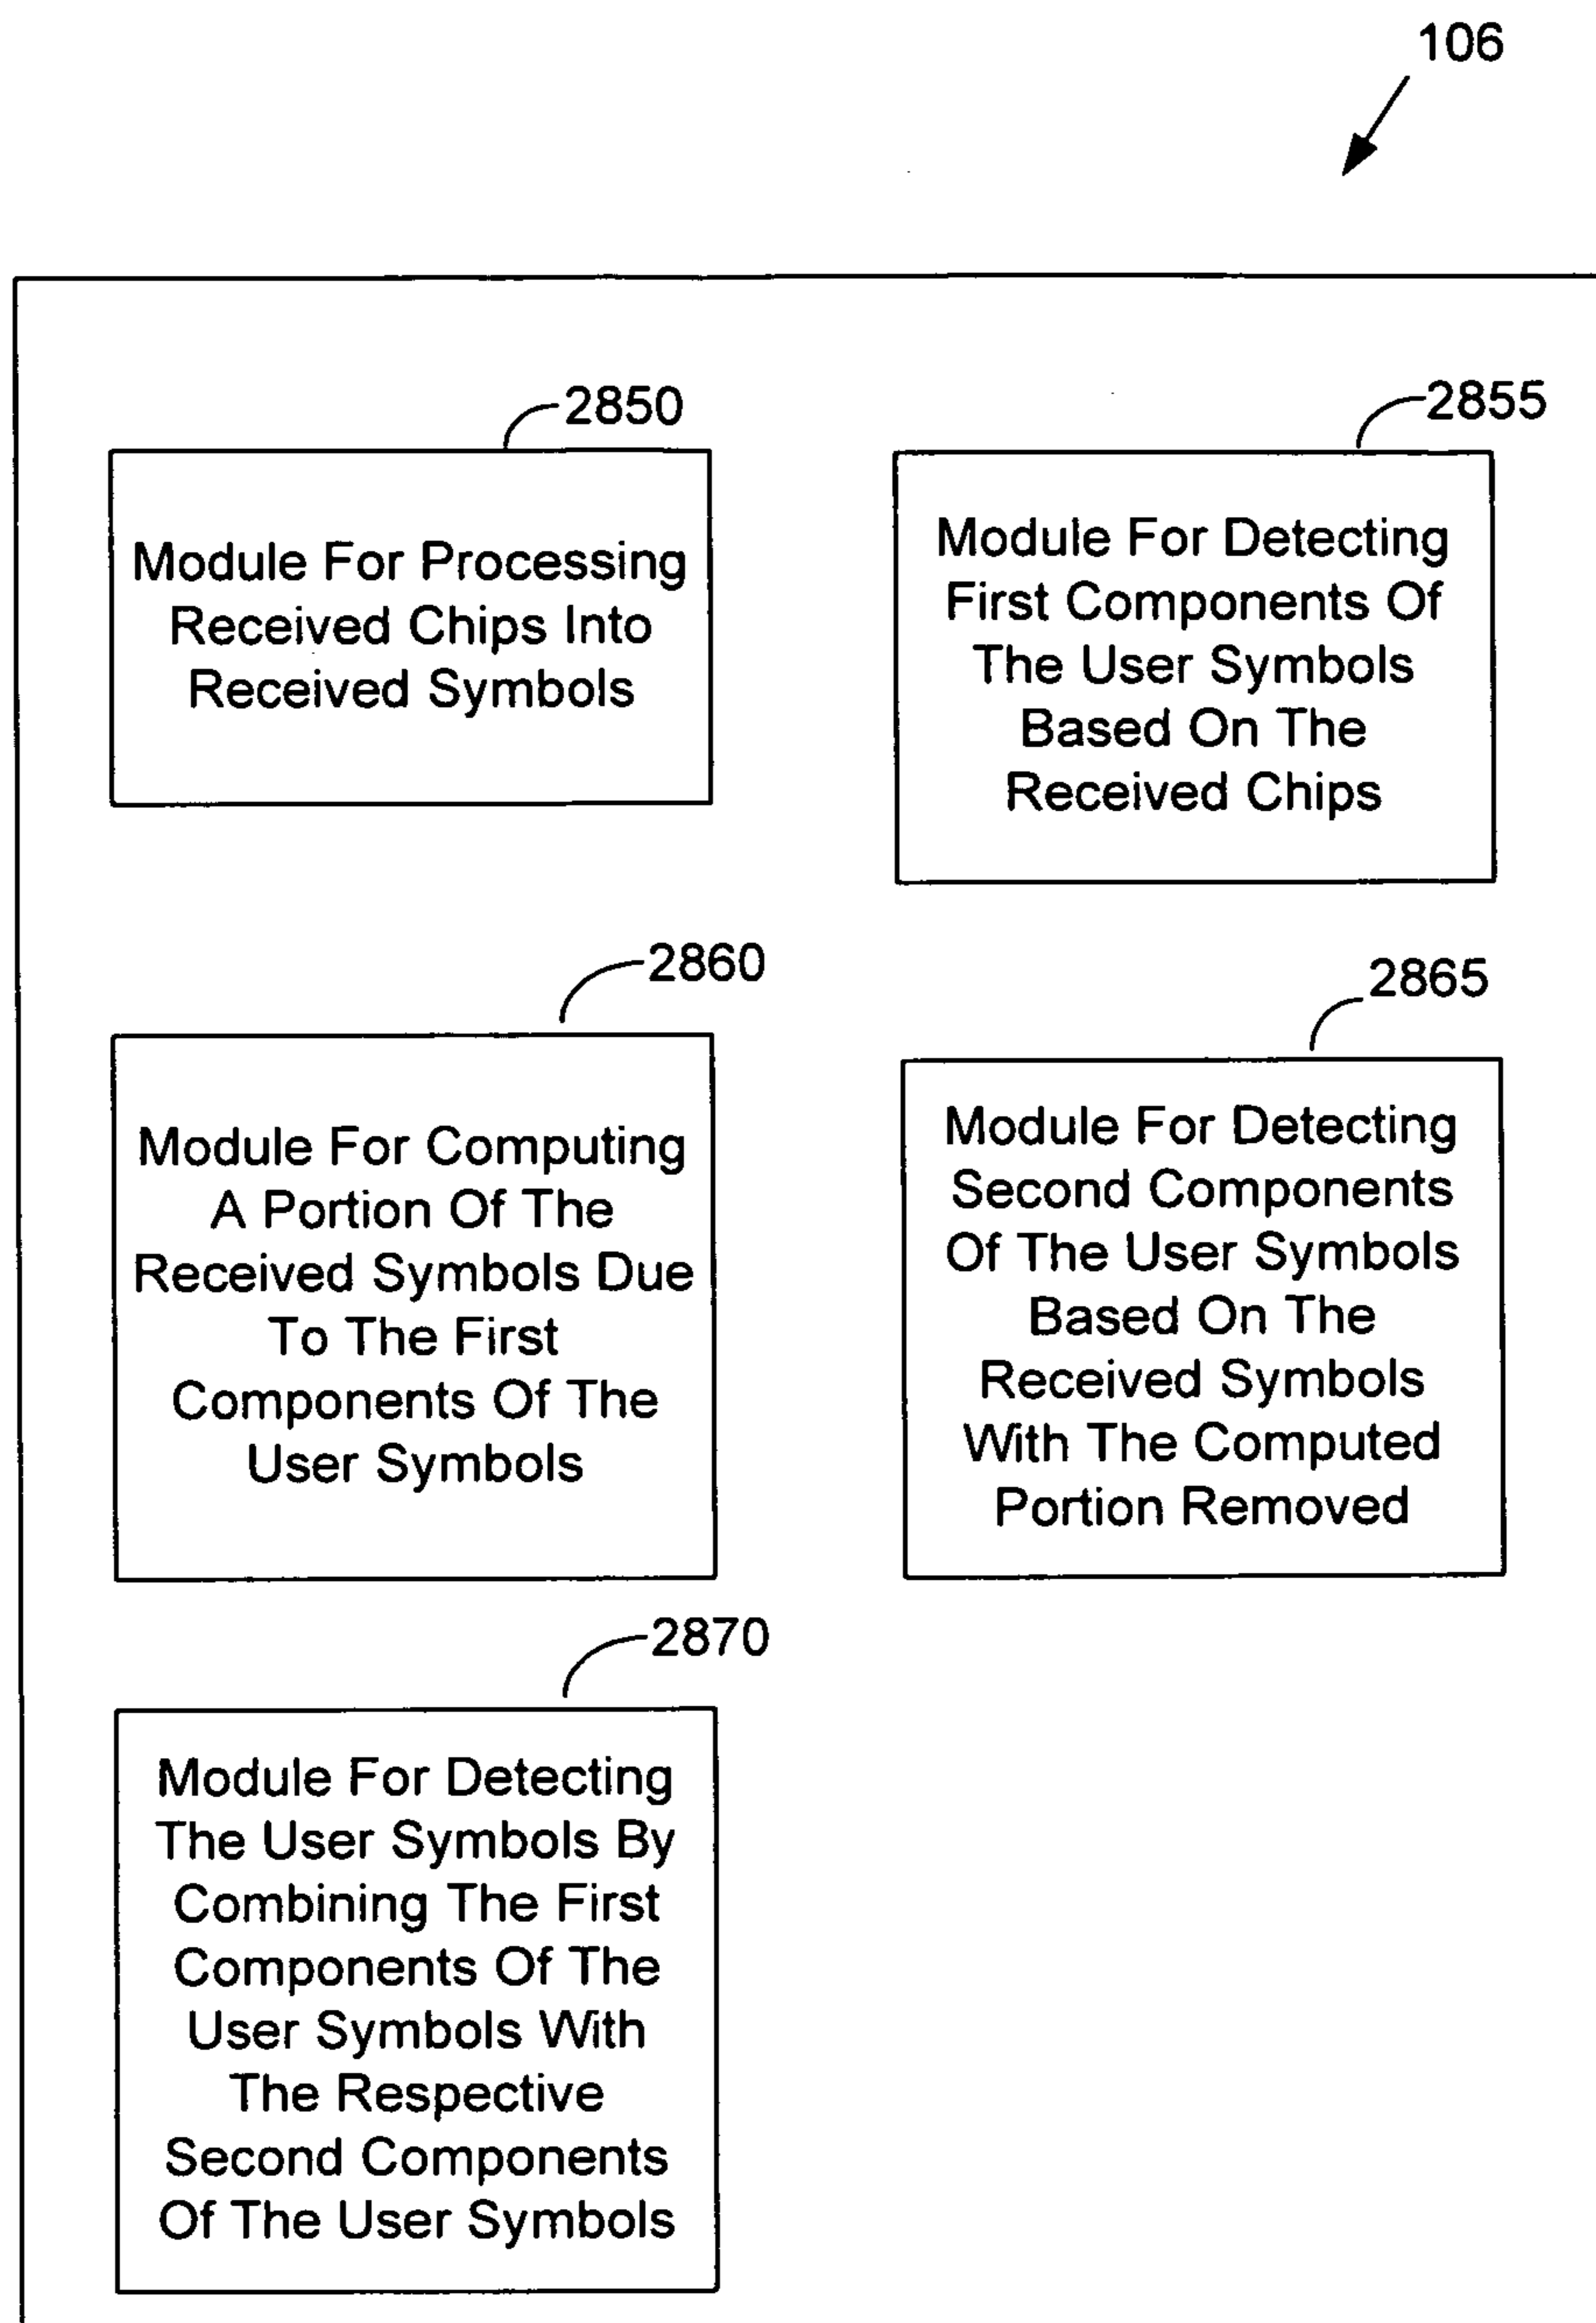 106
2850
Module For Processing
Received Chips Into
Received Symbols
2855
Module For Detecting
First Components Of
The User Symbols
Based On The
Received Chips
2860
Module For Computing
A Portion Of The
Received Symbols Due
To The First
Components Of The
User Symbols
2865
Module For Detecting
Second Components
Of The User Symbols
Based On The
Received Symbols
With The Computed
Portion Removed
2870
Module For Detecting
The User Symbols By
Combining The First
Components Of The
User Symbols With
The Respective
Second Components
Of The User Symbols